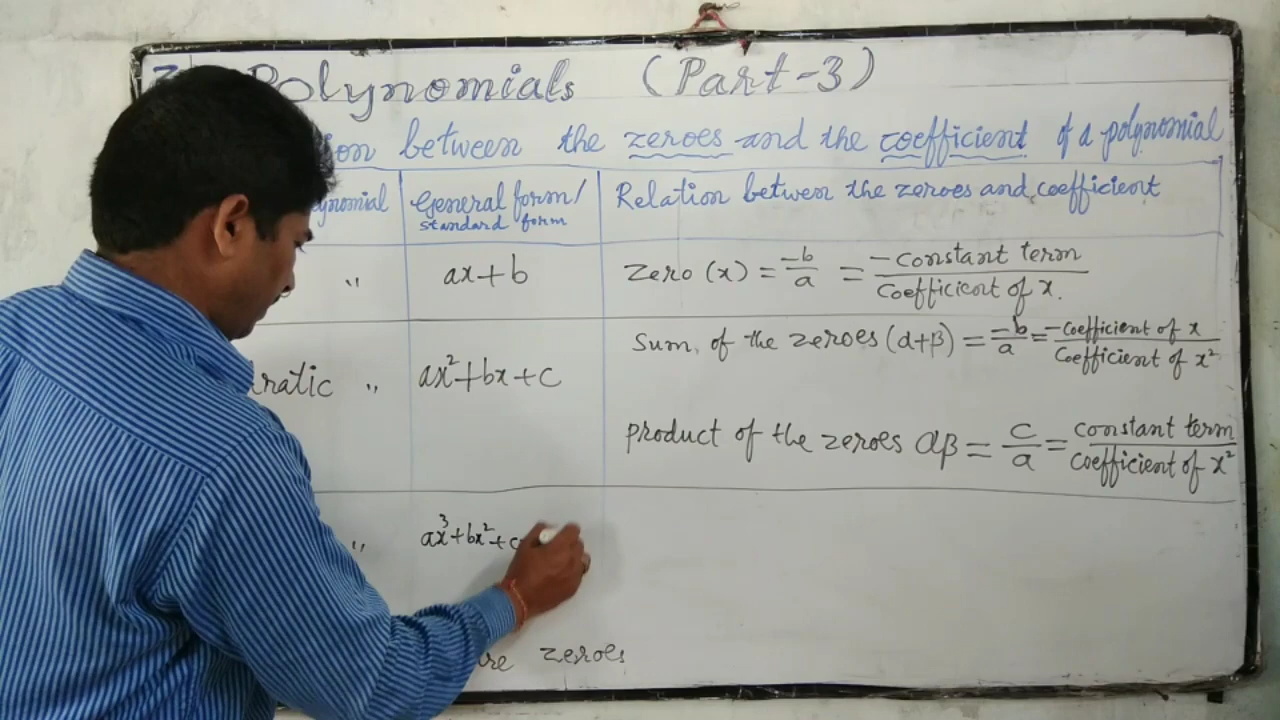 Polynomials (Part-3)
between the zeroes and the coefficient of a polynomial
General form/ Relation between the zeroes and coefficient
standard form
" ax+b Zero (x) = -b/a = -constant term/coefficient of x.
Sum of the zeroes (α+β) = -b/a = -coefficient of x/coefficient of x²
" ax²+bx+c
product of the zeroes αβ = c/a = constant term/coefficient of x²
" ax³+bx²+c
zeroes